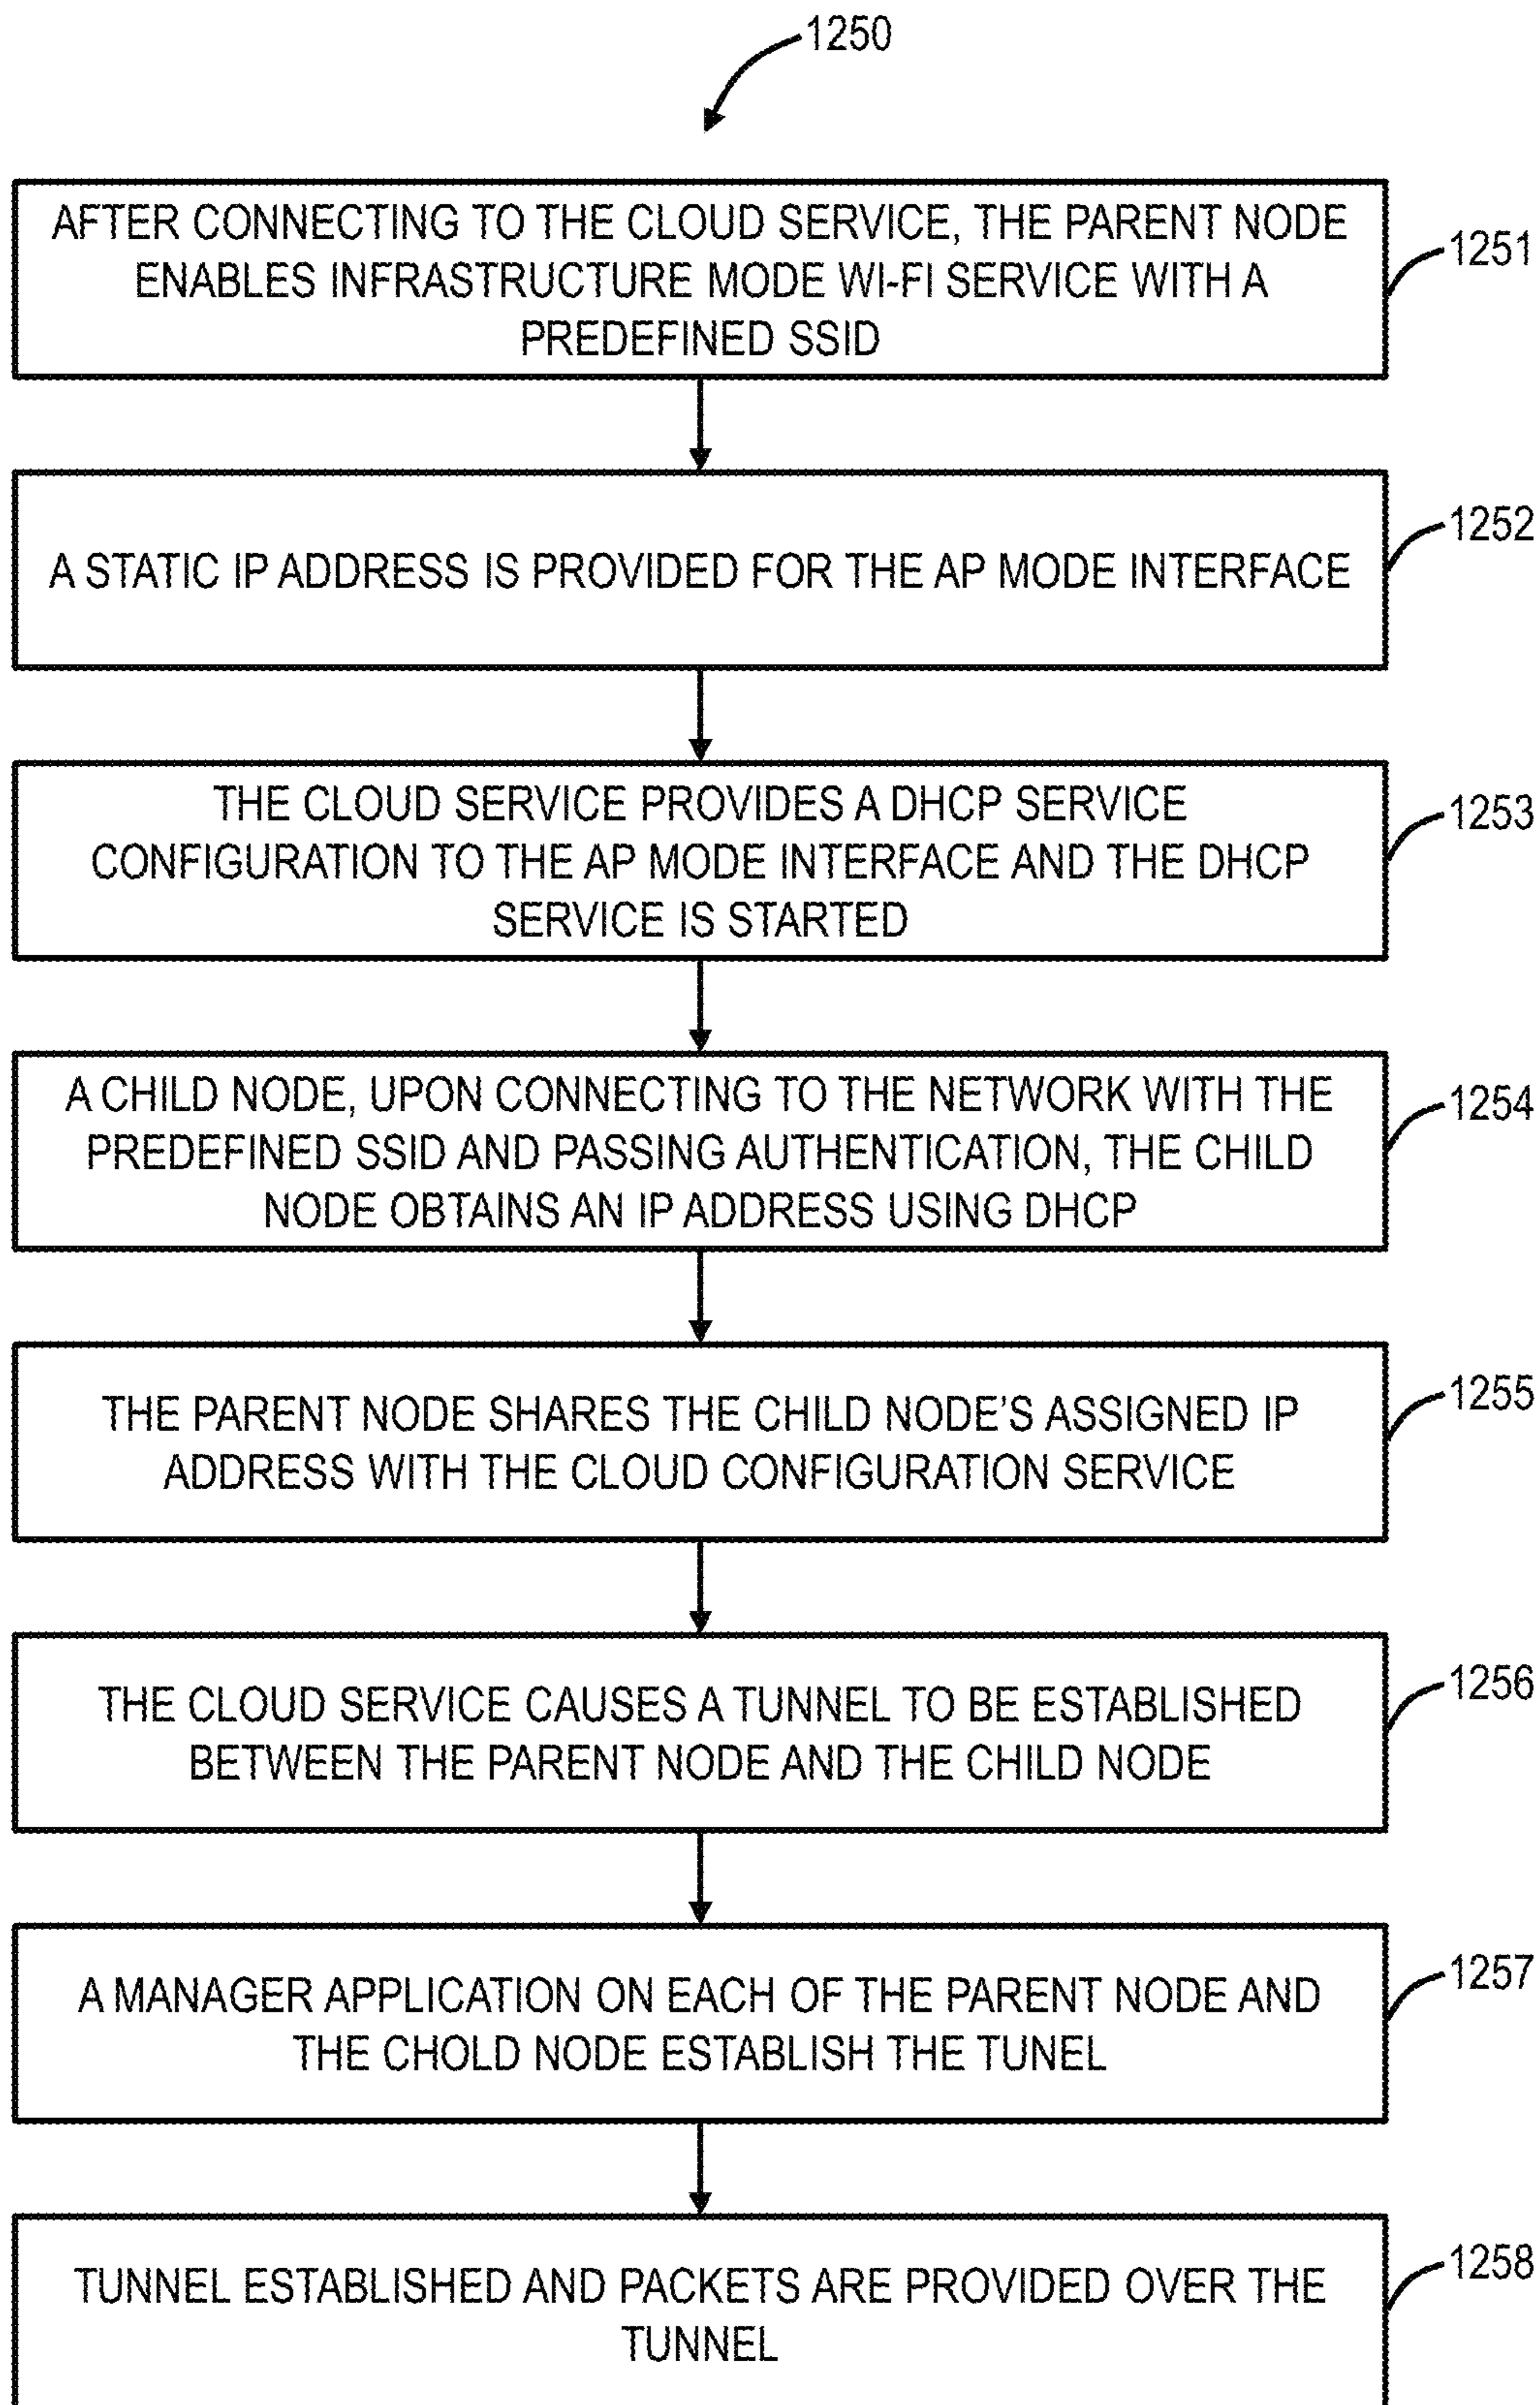 1250
AFTER CONNECTING TO THE CLOUD SERVICE, THE PARENT NODE
ENABLES INFRASTRUCTURE MODE WI-FI SERVICE WITH A
PREDEFINED SSID
1251
A STATIC IP ADDRESS IS PROVIDED FOR THE AP MODE INTERFACE
1252
THE CLOUD SERVICE PROVIDES A DHCP SERVICE
CONFIGURATION TO THE AP MODE INTERFACE AND THE DHCP
SERVICE IS STARTED
1253
A CHILD NODE, UPON CONNECTING TO THE NETWORK WITH THE
PREDEFINED SSID AND PASSING AUTHENTICATION, THE CHILD
NODE OBTAINS AN IP ADDRESS USING DHCP
1254
THE PARENT NODE SHARES THE CHILD NODE'S ASSIGNED IP
ADDRESS WITH THE CLOUD CONFIGURATION SERVICE
1255
THE CLOUD SERVICE CAUSES A TUNNEL TO BE ESTABLISHED
BETWEEN THE PARENT NODE AND THE CHILD NODE
1256
A MANAGER APPLICATION ON EACH OF THE PARENT NODE AND
THE CHOLD NODE ESTABLISH THE TUNEL
1257
TUNNEL ESTABLISHED AND PACKETS ARE PROVIDED OVER THE
TUNNEL
1258